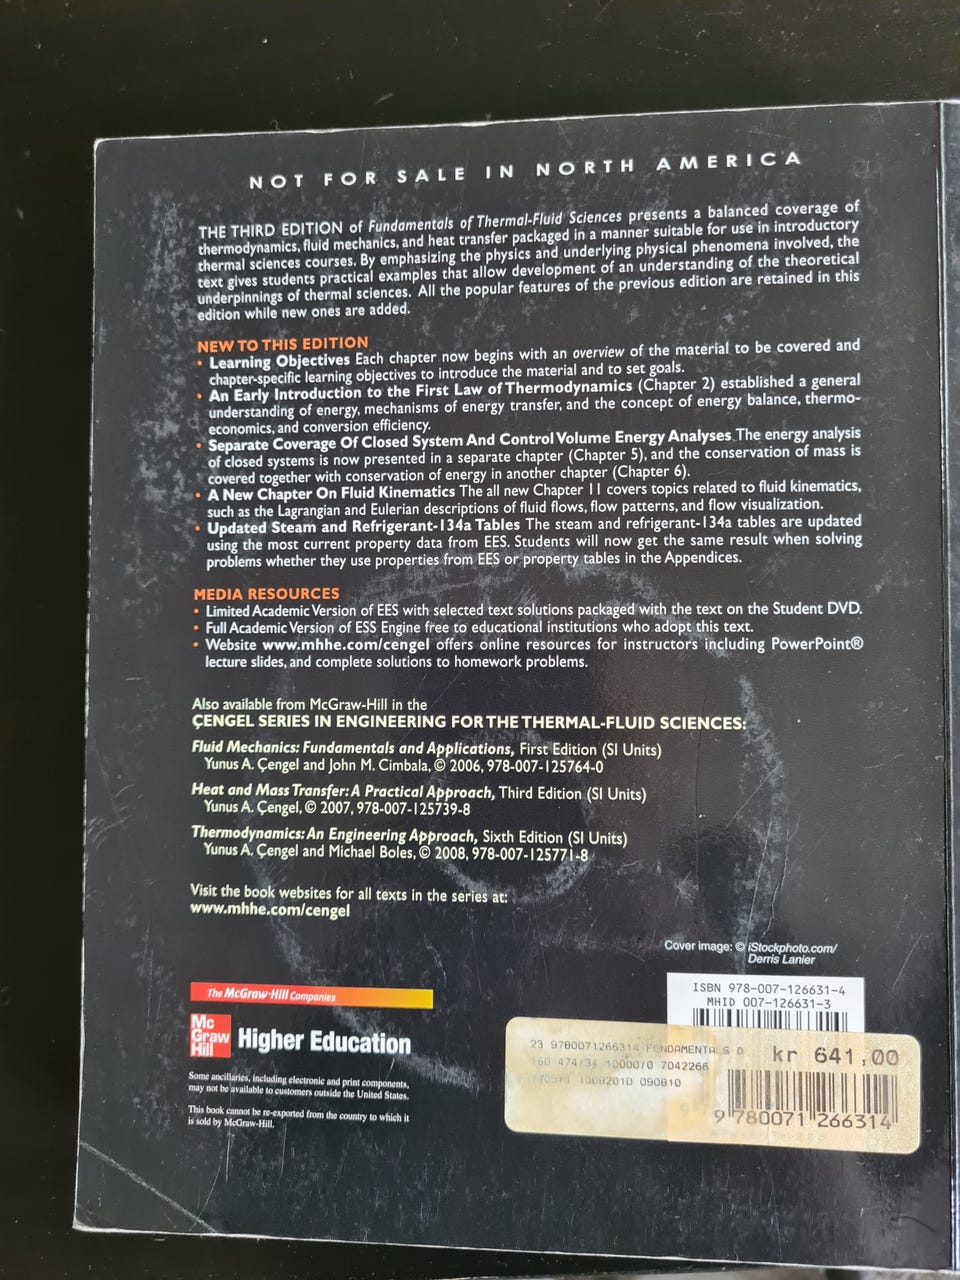 NOT FOR SALE IN NORTH AMERICA
THE THIRD EDITION of Fundamentals of Thermal-Fluid Sciences presents a balanced coverage of
thermodynamics, fluid mechanics, and heat transfer packaged in a manner suitable for use in introductory
thermal sciences courses. By emphasizing the physics and underlying physical phenomena involved, the
text gives students practical examples that allow development of an understanding of the theoretical
underpinnings of thermal sciences. All the popular features of the previous edition are retained in this
edition while new ones are added.
NEW TO THIS EDITION
• Learning Objectives Each chapter now begins with an overview of the material to be covered and
chapter-specific learning objectives to introduce the material and to set goals.
• An Early Introduction to the First Law of Thermodynamics (Chapter 2) established a general
understanding of energy, mechanisms of energy transfer, and the concept of energy balance, thermo-
economics, and conversion efficiency.
• Separate Coverage Of Closed System And Control Volume Energy Analyses The energy analysis
of closed systems is now presented in a separate chapter (Chapter 5), and the conservation of mass is
covered together with conservation of energy in another chapter (Chapter 6).
• A New Chapter On Fluid Kinematics The all new Chapter 11 covers topics related to fluid kinematics,
such as the Lagrangian and Eulerian descriptions of fluid flows, flow patterns, and flow visualization.
• Updated Steam and Refrigerant-134a Tables The steam and refrigerant-134a tables are updated
using the most current property data from EES. Students will now get the same result when solving
problems whether they use properties from EES or property tables in the Appendices.
MEDIA RESOURCES
• Limited Academic Version of EES with selected text solutions packaged with the text on the Student DVD.
• Full Academic Version of ESS Engine free to educational institutions who adopt this text.
• Website www.mhhe.com/cengel offers online resources for instructors including PowerPoint®
lecture slides, and complete solutions to homework problems.
Also available from McGraw-Hill in the
ÇENGEL SERIES IN ENGINEERING FOR THE THERMAL-FLUID SCIENCES:
Fluid Mechanics: Fundamentals and Applications, First Edition (SI Units)
Yunus A. Çengel and John M. Cimbala, © 2006, 978-007-125764-0
Heat and Mass Transfer: A Practical Approach, Third Edition (SI Units)
Yunus A. Çengel, © 2007, 978-007-125739-8
Thermodynamics: An Engineering Approach, Sixth Edition (SI Units)
Yunus A. Çengel and Michael Boles, © 2008, 978-007-125771-8
Visit the book websites for all texts in the series at:
www.mhhe.com/cengel
Cover image: © iStockphoto.com/
Derris Lanier
The McGraw-Hill Companies
Mc
Graw
Hill
Higher Education
Some ancillaries, including electronic and print components,
may not be available to customers outside the United States.
This book cannot be re-exported from the country to which it
is sold by McGraw-Hill.
ISBN 978-007-126631-4
MHID 007-126631-3
23 9780071266314 FUNDAMENTALS O
kr 641,00
160 474/34 10000/0 7042266
10082010 090810
9 780071 266314